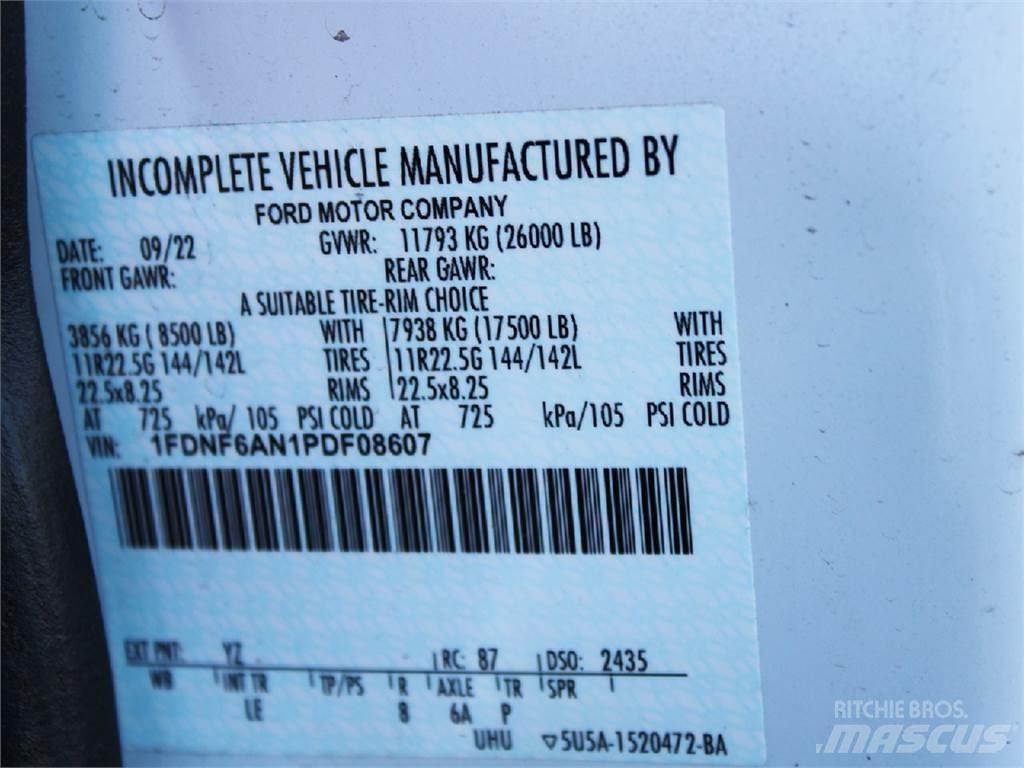 INCOMPLETE VEHICLE MANUFACTURED BY
FORD MOTOR COMPANY
DATE: 09/22 GVWR: 11793 KG (26000 LB)
FRONT GAWR: REAR GAWR:
A SUITABLE TIRE-RIM CHOICE
3856 KG ( 8500 LB) WITH 7938 KG (17500 LB) WITH
11R22.5G 144/142L TIRES 11R22.5G 144/142L TIRES
22.5x8.25 RIMS 22.5x8.25 RIMS
AT 725 kPa/ 105 PSI COLD AT 725 kPa/105 PSI COLD
VIN: 1FDNF6AN1PDF08607
EXT PNT: YZ RC: 87 DSO: 2435
WB INT TR TP/PS R AXLE TR SPR
LE 8 6A P
UHU 5U5A-1520472-BA
RITCHIE BROS.
MASCUS